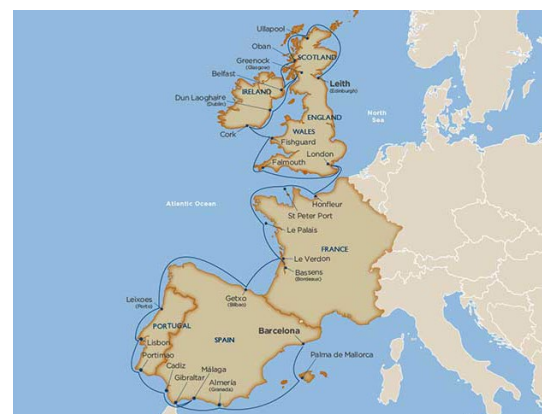 Ullapool
Oban
Greenock
(Glasgow)
SCOTLAND
Belfast
Leith
(Edinburgh)
IRELAND
Dun Laoghaire
(Dublin)
North
Sea
ENGLAND
WALES
Cork
Fishguard
London
Falmouth
Atlantic Ocean
Honfleur
St Peter Port
Le Palais
FRANCE
Le Verdon
Bassens
(Bordeaux)
Getxo
(Bilbao)
Leixoes
(Porto)
PORTUGAL
SPAIN
Barcelona
Lisbon
Palma de Mallorca
Portimao
Cadiz
Málaga
Gibraltar
Almeria
(Granada)